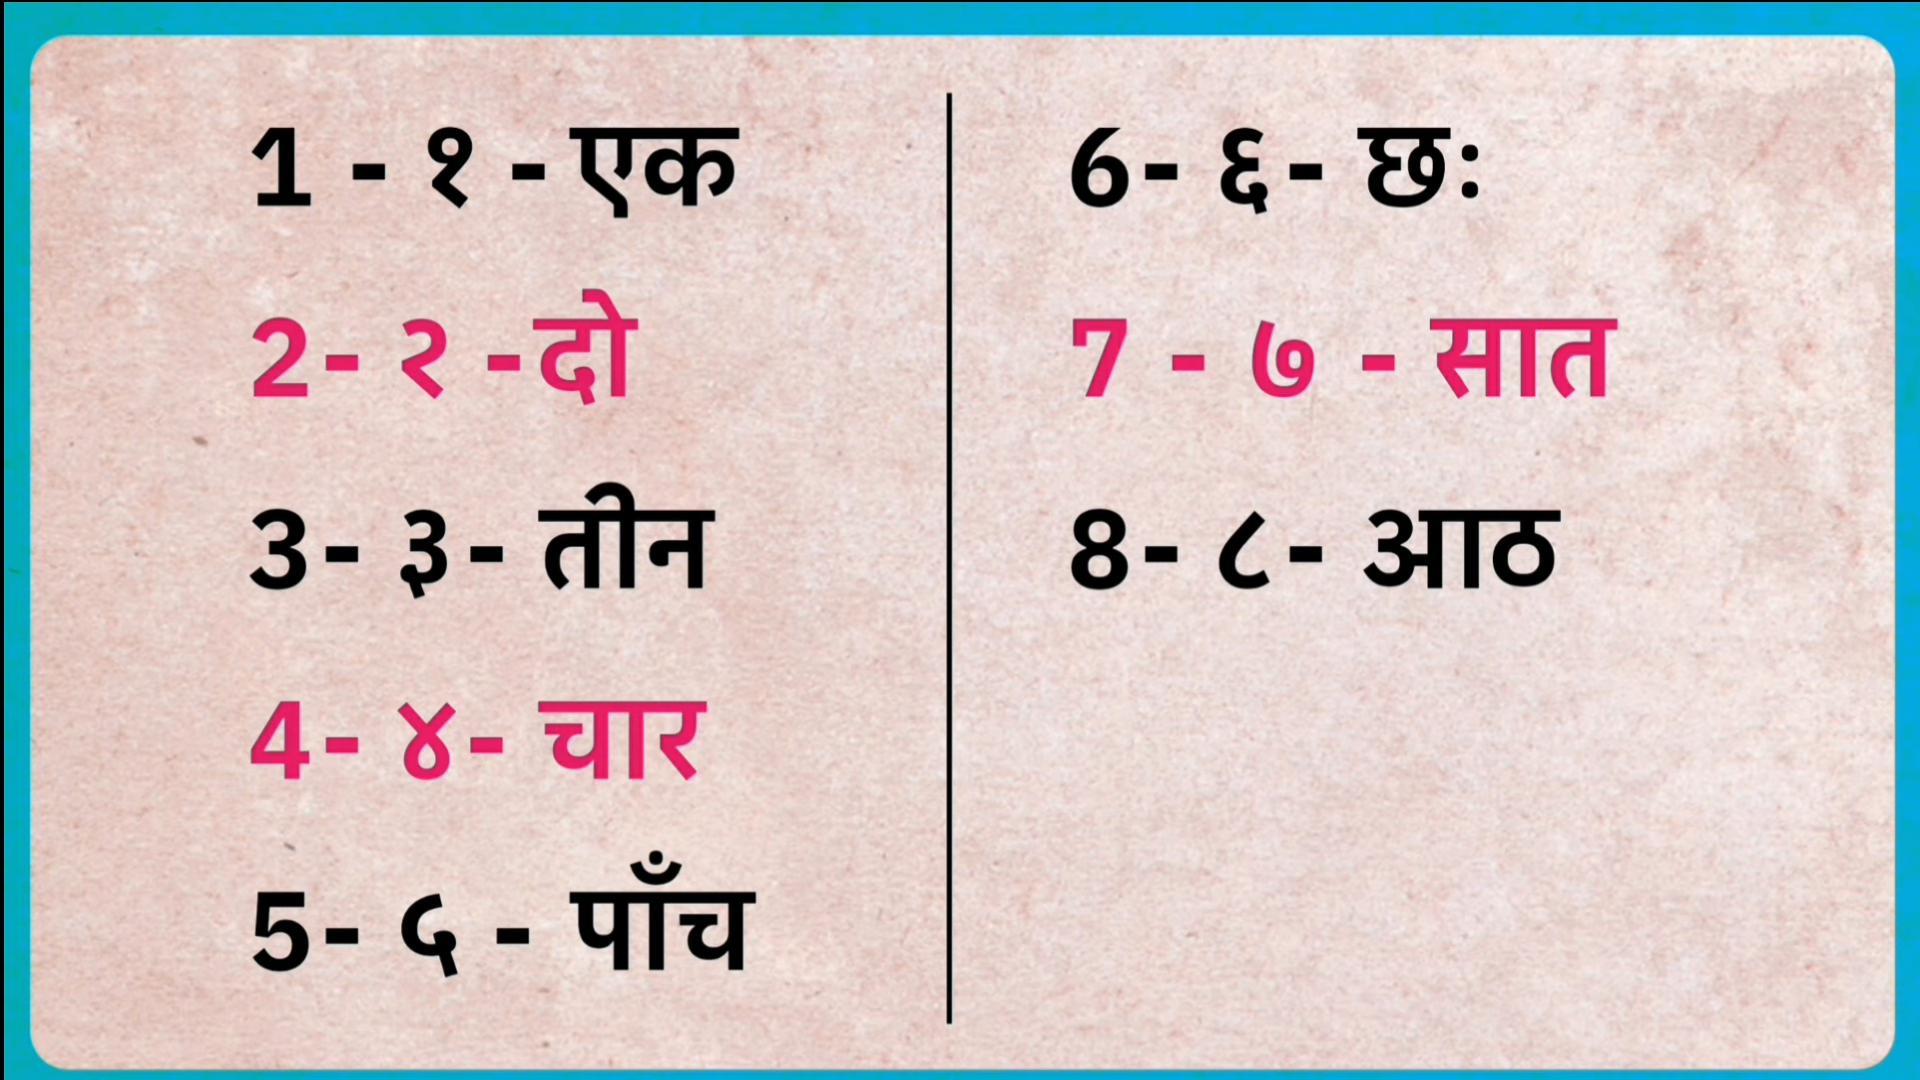 1 - १ - एक
2- २ -दो
3- ३- तीन
4- ४- चार
5- ५ - पाँच
6- ६- छः
7 - ७ - सात
8- ८- आठ